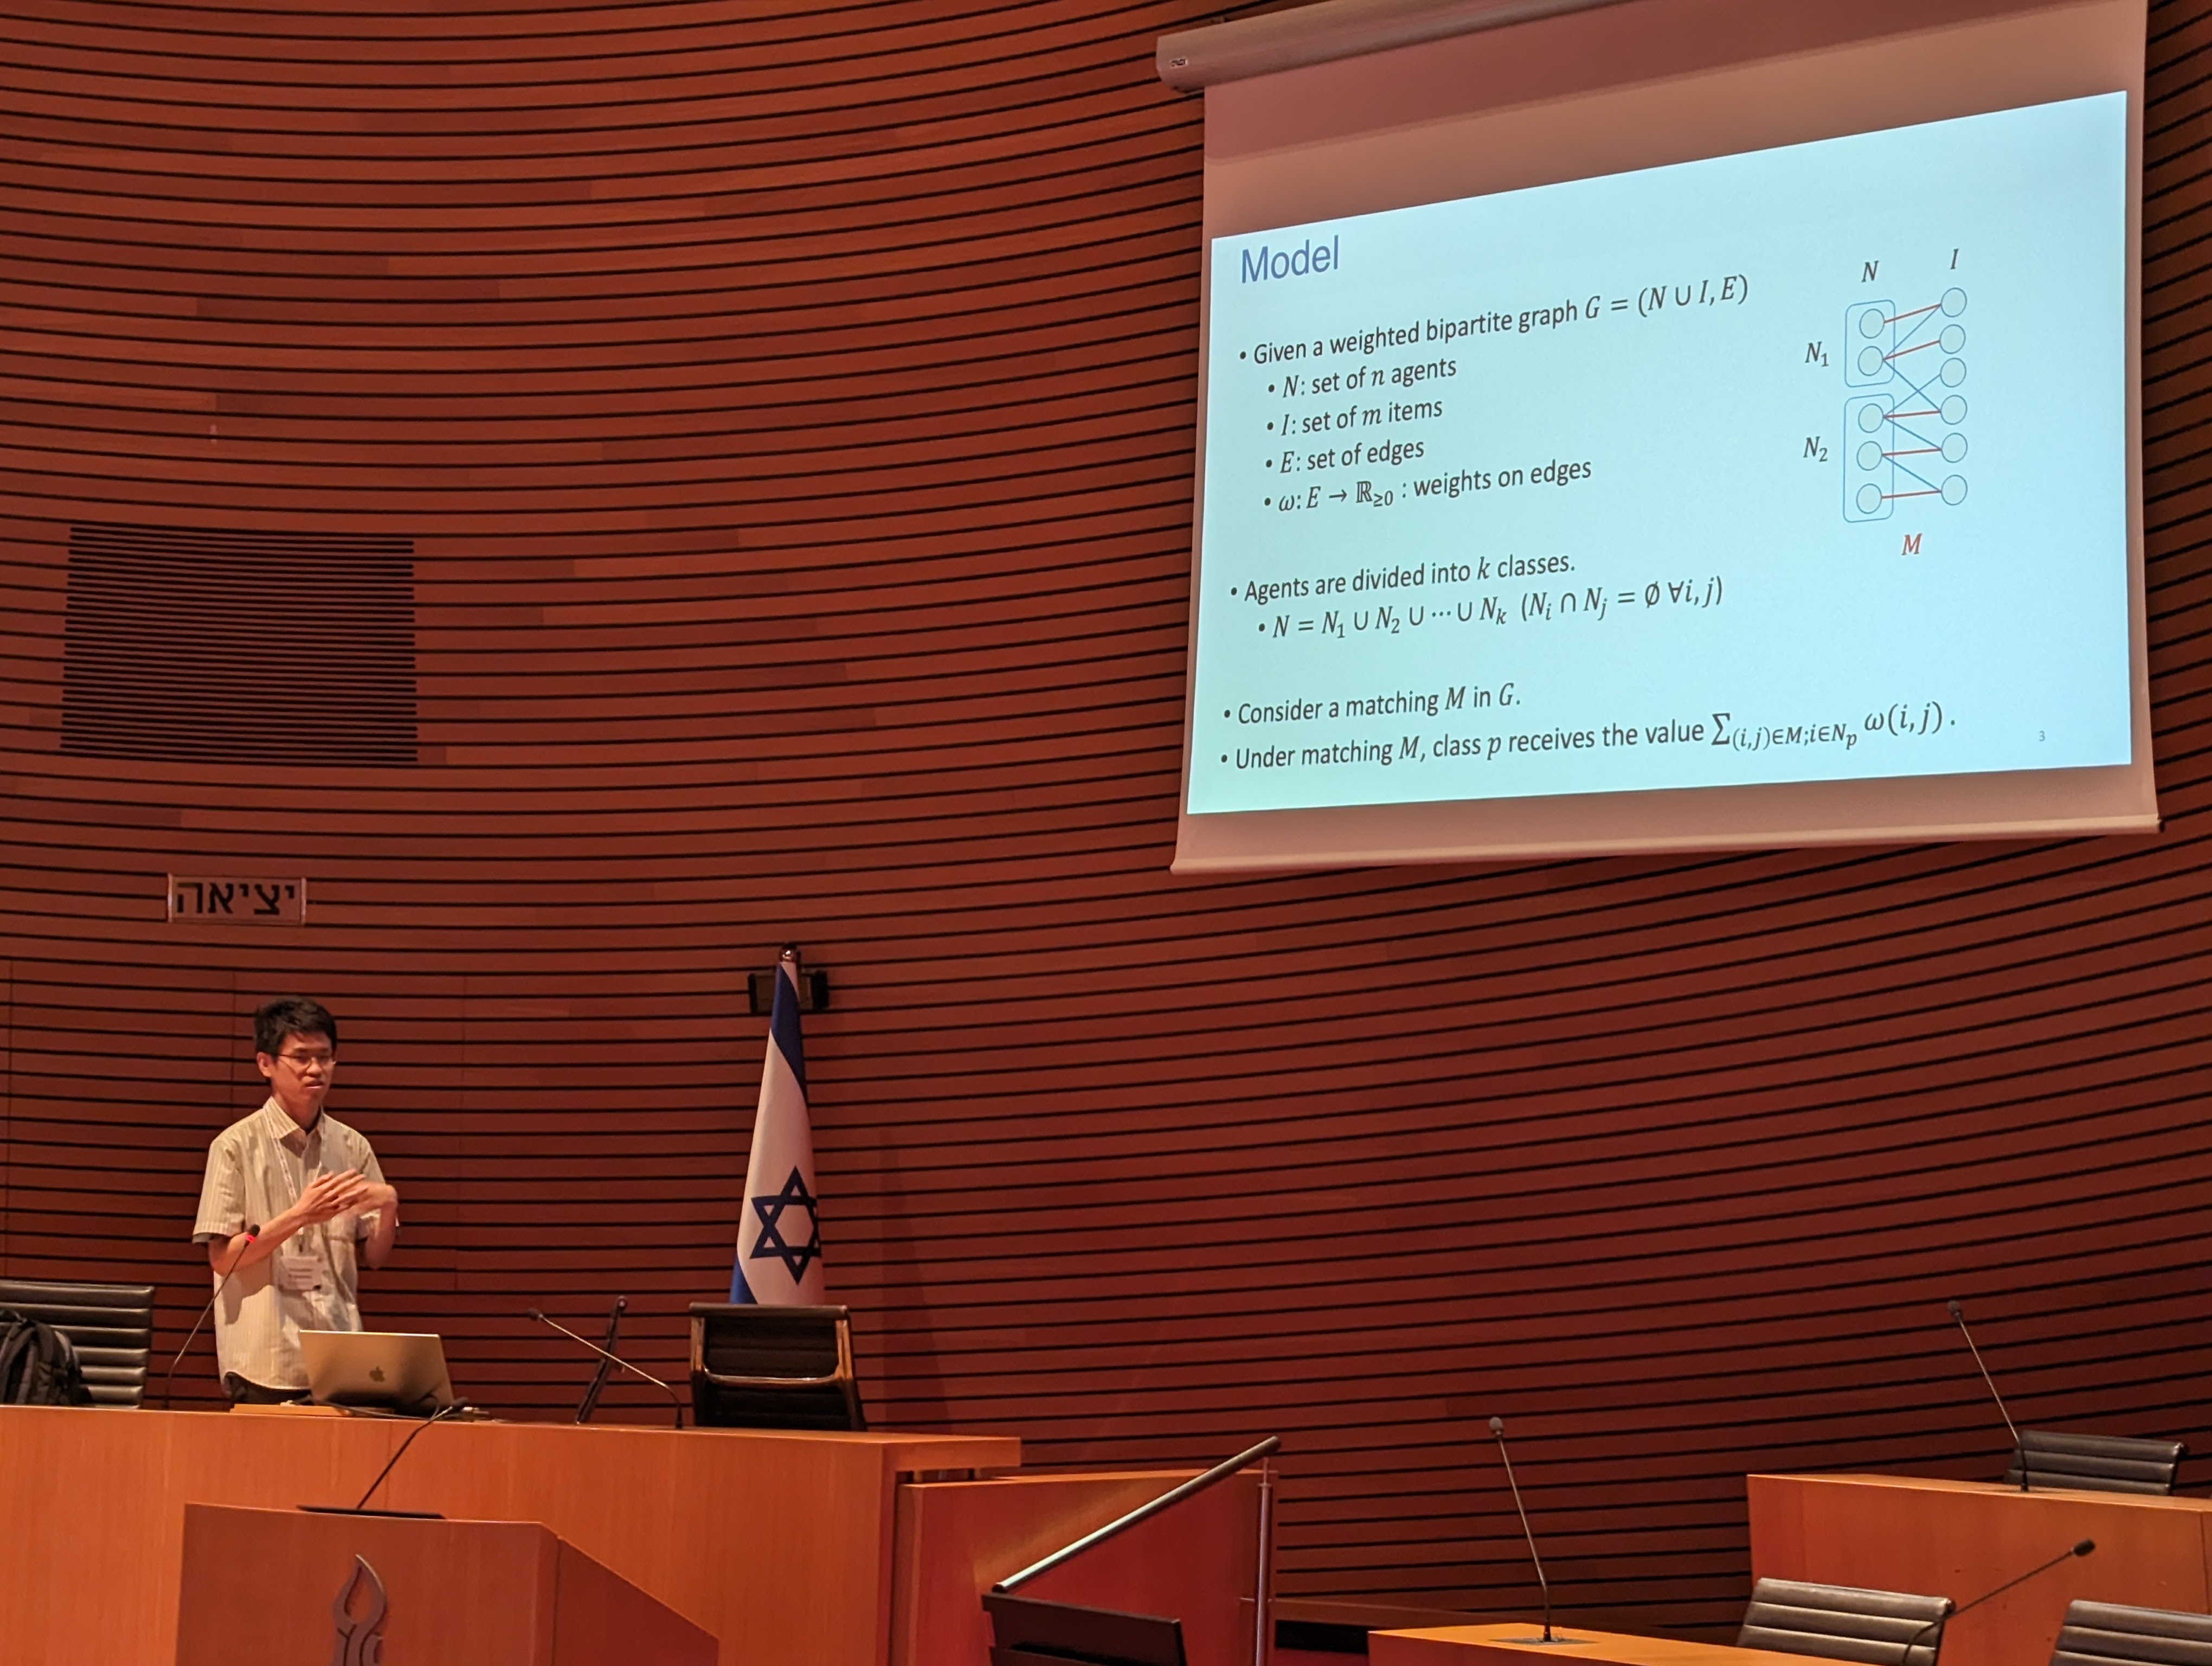 Model
N I
• Given a weighted bipartite graph G = (N ∪ I, E)
• N: set of n agents
N₁
• I: set of m items
• E: set of edges
N₂
• ω: E → ℝ≥0 : weights on edges
M
• Agents are divided into k classes.
• N = N₁ ∪ N₂ ∪ ⋯ ∪ Nₖ (Nᵢ ∩ Nⱼ = ∅ ∀i, j)
• Consider a matching M in G.
• Under matching M, class p receives the value ∑(i,j)∈M;i∈Nₚ ω(i, j) .
3
יציאה